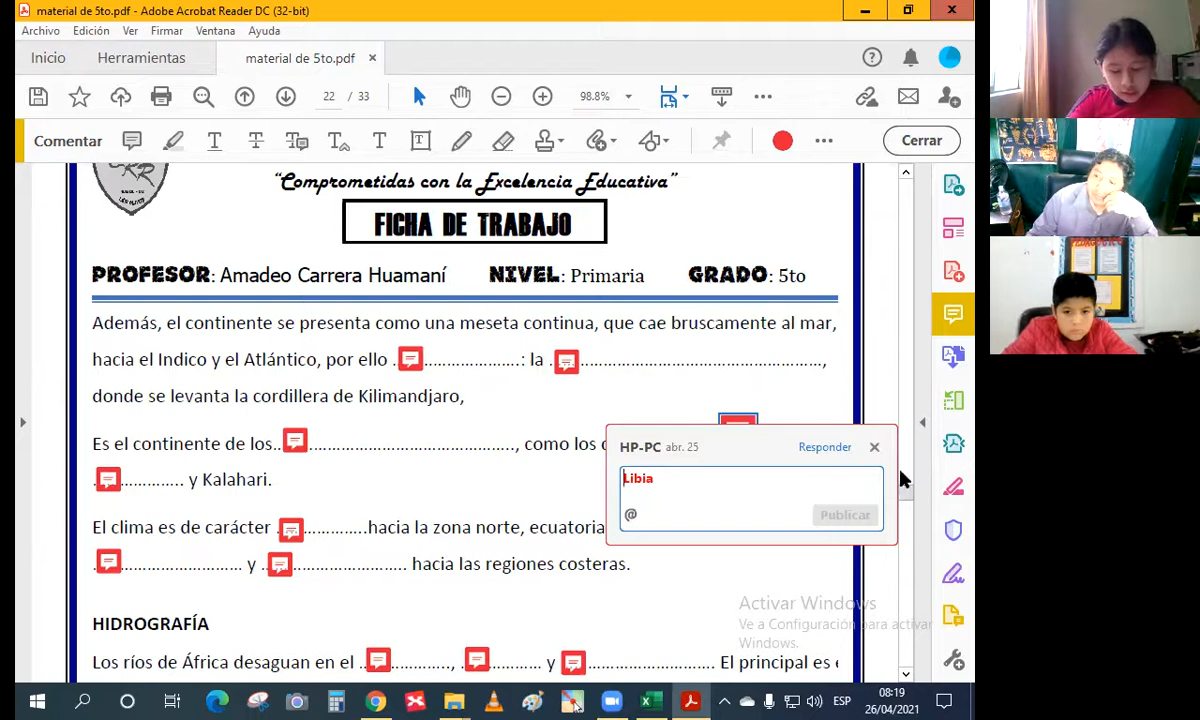 material de 5to.pdf - Adobe Acrobat Reader DC (32-bit)
Archivo Edición Ver Firmar Ventana Ayuda
Inicio Herramientas material de 5to.pdf
22 / 33 98.8%
Comentar Cerrar
"Comprometidas con la Excelencia Educativa"
FICHA DE TRABAJO
PROFESOR: Amadeo Carrera Huamaní NIVEL: Primaria GRADO: 5to
Además, el continente se presenta como una meseta continua, que cae bruscamente al mar,
hacia el Indico y el Atlántico, por ello ....................: la ................................................,
donde se levanta la cordillera de Kilimandjaro,
Es el continente de los.........................................., como los
............. y Kalahari.
El clima es de carácter .............hacia la zona norte, ecuatoria
......................... y ...................... hacia las regiones costeras.
HIDROGRAFÍA
Los ríos de África desaguan en el ............, .......... y .......................... El principal es
HP-PC abr. 25 Responder
Libia
@ Publicar
Activar Windows
Ve a Configuración para activar
Windows.
ESP
08:19
26/04/2021